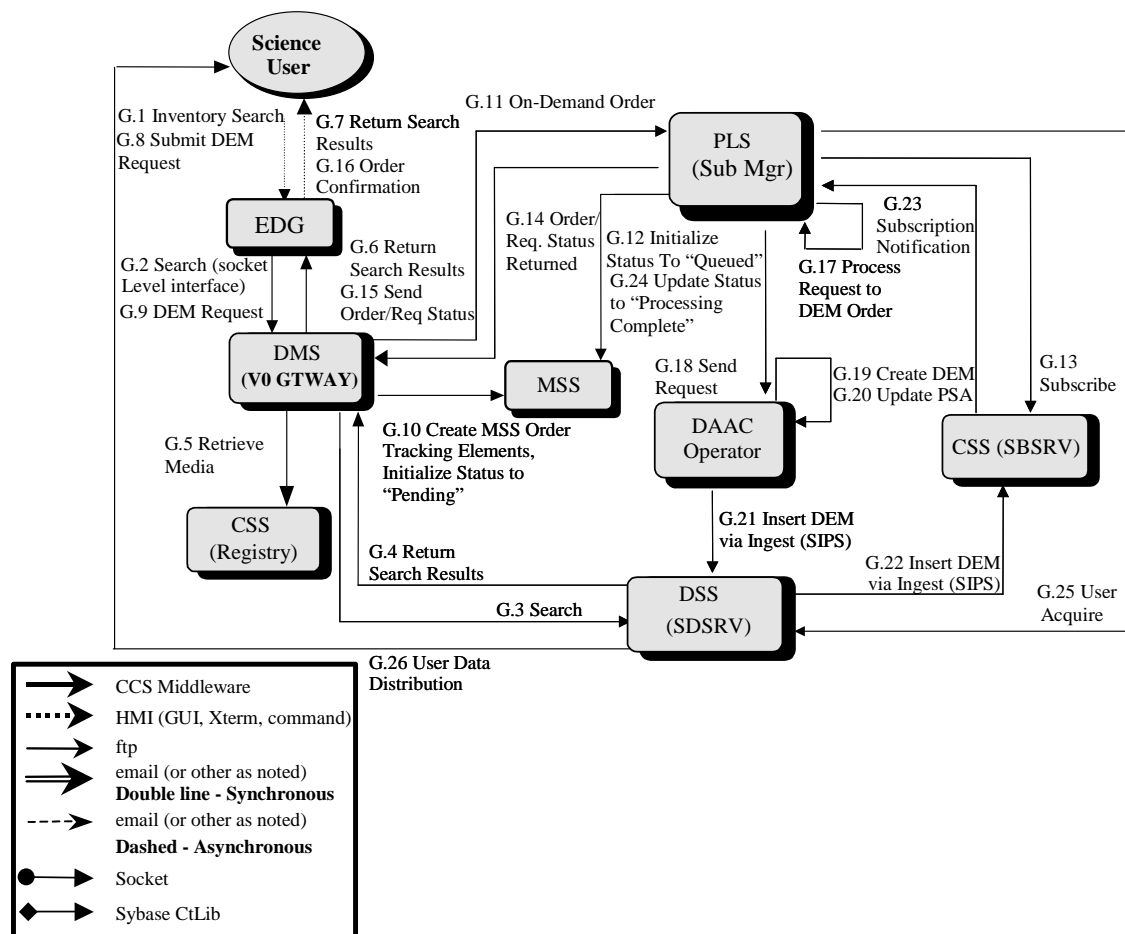 Science
User
G.1 Inventory Search
G.8 Submit DEM
Request
G.7 Return Search
Results
G.16 Order
Confirmation
G.11 On-Demand Order
PLS
(Sub Mgr)
EDG
G.2 Search (socket
Level interface)
G.9 DEM Request
G.6 Return
Search Results
G.15 Send
Order/Req Status
G.14 Order/
Req. Status
Returned
G.12 Initialize
Status To “Queued”
G.24 Update Status
to “Processing
Complete”
G.23
Subscription
Notification
G.17 Process
Request to
DEM Order
DMS
(V0 GTWAY)
MSS
G.18 Send
Request
G.19 Create DEM
G.20 Update PSA
G.13
Subscribe
DAAC
Operator
CSS (SBSRV)
G.5 Retrieve
Media
G.10 Create MSS Order
Tracking Elements,
Initialize Status to
“Pending”
CSS
(Registry)
G.4 Return
Search Results
G.21 Insert DEM
via Ingest (SIPS)
G.22 Insert DEM
via Ingest (SIPS)
G.3 Search
DSS
(SDSRV)
G.25 User
Acquire
G.26 User Data
Distribution
CCS Middleware
HMI (GUI, Xterm, command)
ftp
email (or other as noted)
Double line - Synchronous
email (or other as noted)
Dashed - Asynchronous
Socket
Sybase CtLib